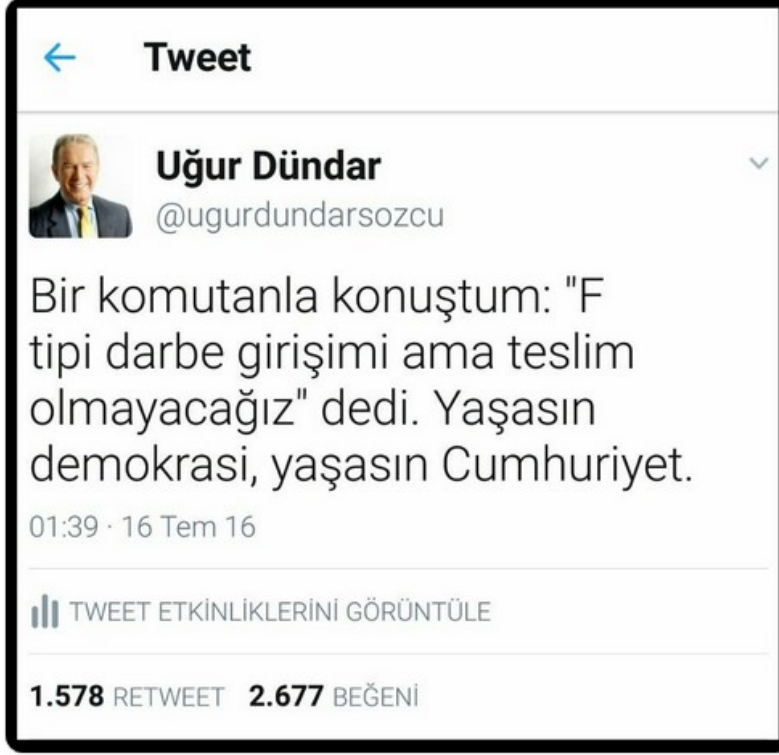 Tweet
Uğur Dündar
@ugurdundarsozcu
Bir komutanla konuştum: "F
tipi darbe girişimi ama teslim
olmayacağız" dedi. Yaşasın
demokrasi, yaşasın Cumhuriyet.
01:39 · 16 Tem 16
TWEET ETKİNLİKLERİNİ GÖRÜNTÜLE
1.578 RETWEET 2.677 BEĞENİ